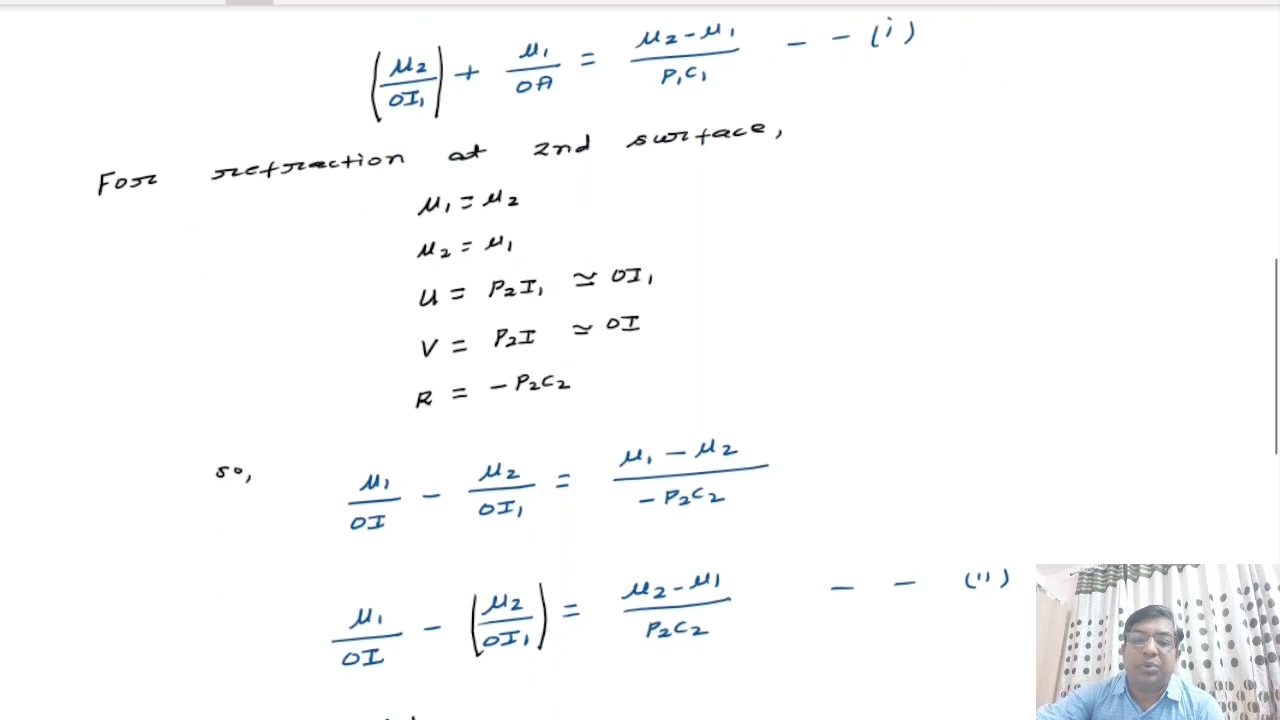 (μ₂/OI₁) + μ₁/OA = μ₂-μ₁/P₁C₁ - - (i)
For refraction at 2nd surface,
μ₁ = μ₂
μ₂ = μ₁
u = P₂I₁ ≃ OI₁
V = P₂I ≃ OI
R = -P₂C₂
so, μ₁/OI - μ₂/OI₁ = μ₁-μ₂/-P₂C₂
μ₁/OI - (μ₂/OI₁) = μ₂-μ₁/P₂C₂ - - (ii)